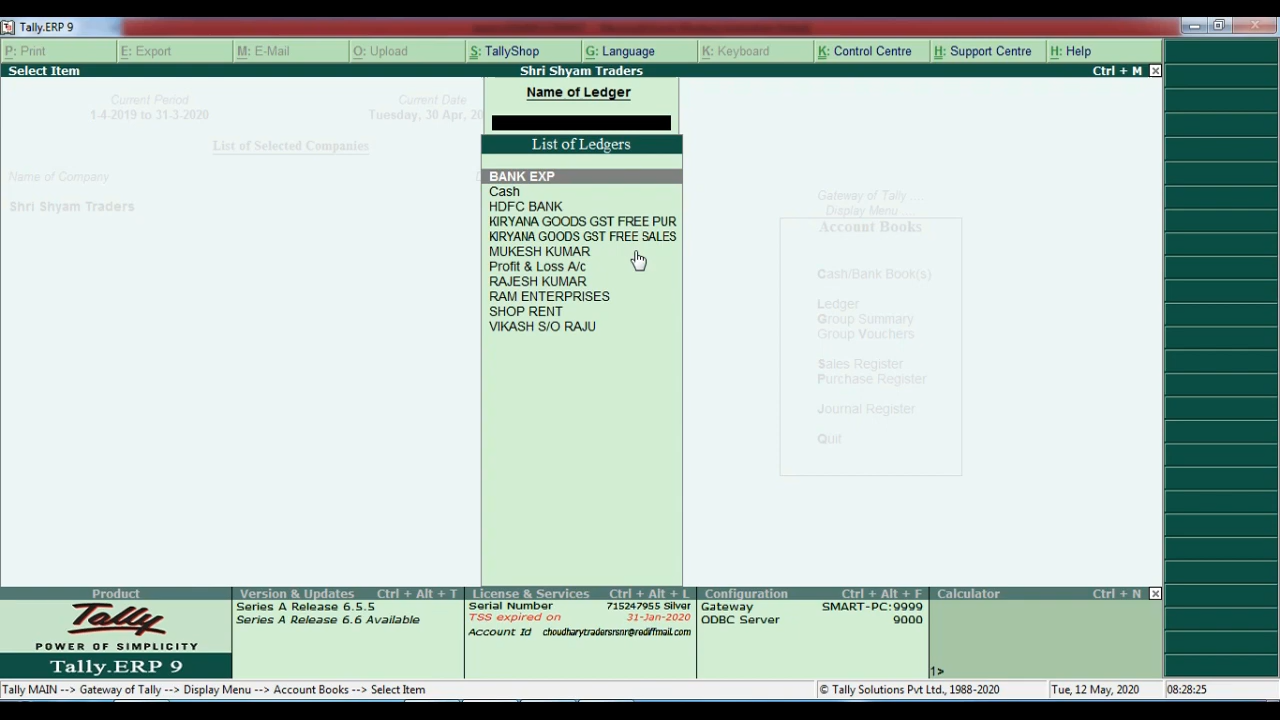 Tally.ERP 9
P: Print
E: Export
M: E-Mail
O: Upload
S: TallyShop
G: Language
K: Keyboard
K: Control Centre
H: Support Centre
H: Help
Select Item
Shri Shyam Traders
Ctrl + M
Current Period
1-4-2019 to 31-3-2020
Current Date
Tuesday, 30 Apr, 20
List of Selected Companies
Name of Company
Shri Shyam Traders
Name of Ledger
List of Ledgers
BANK EXP
Cash
HDFC BANK
KIRYANA GOODS GST FREE PUR
KIRYANA GOODS GST FREE SALES
MUKESH KUMAR
Profit & Loss A/c
RAJESH KUMAR
RAM ENTERPRISES
SHOP RENT
VIKASH S/O RAJU
Gateway of Tally ...
Display Menu ...
Account Books
Cash/Bank Book(s)
Ledger
Group Summary
Group Vouchers
Sales Register
Purchase Register
Journal Register
Quit
Product
Tally
POWER OF SIMPLICITY
Tally.ERP 9
Version & Updates Ctrl + Alt + T
Series A Release 6.5.5
Series A Release 6.6 Available
License & Services Ctrl + Alt + L
Serial Number 715247955 Silver
TSS expired on 31-Jan-2020
Account Id choudharytradersrsnr@rediffmail.com
Configuration Ctrl + Alt + F
Gateway SMART-PC:9999
ODBC Server 9000
Calculator Ctrl + N
1>
Tally MAIN --> Gateway of Tally --> Display Menu --> Account Books --> Select Item
© Tally Solutions Pvt Ltd., 1988-2020
Tue, 12 May, 2020
08:28:25